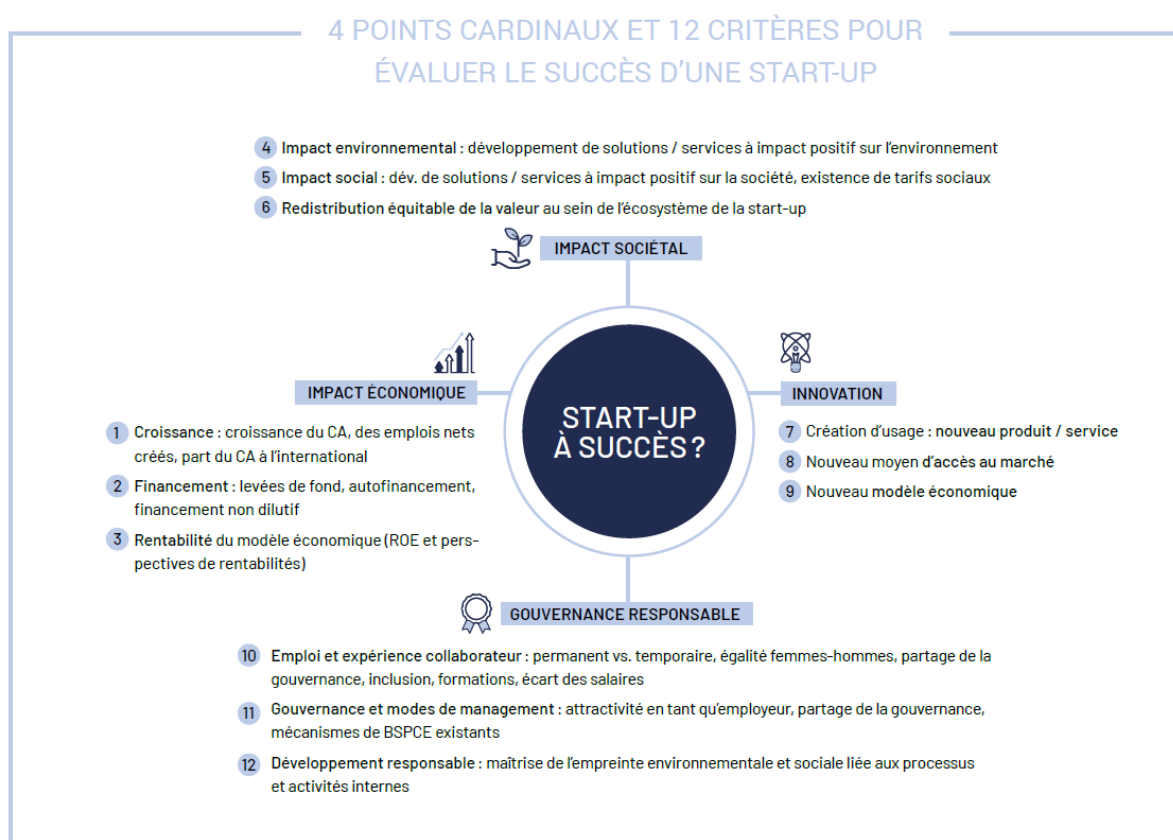 4 POINTS CARDINAUX ET 12 CRITÈRES POUR
ÉVALUER LE SUCCÈS D'UNE START-UP
4 Impact environnemental : développement de solutions / services à impact positif sur l'environnement
5 Impact social : dév. de solutions / services à impact positif sur la société, existence de tarifs sociaux
6 Redistribution équitable de la valeur au sein de l'écosystème de la start-up
IMPACT SOCIÉTAL
IMPACT ÉCONOMIQUE
1 Croissance : croissance du CA, des emplois nets
créés, part du CA à l'international
2 Financement : levées de fond, autofinancement,
financement non dilutif
3 Rentabilité du modèle économique (ROE et pers-
pectives de rentabilités)
START-UP
À SUCCÈS ?
INNOVATION
7 Création d'usage : nouveau produit / service
8 Nouveau moyen d'accès au marché
9 Nouveau modèle économique
GOUVERNANCE RESPONSABLE
10 Emploi et expérience collaborateur : permanent vs. temporaire, égalité femmes-hommes, partage de la
gouvernance, inclusion, formations, écart des salaires
11 Gouvernance et modes de management : attractivité en tant qu'employeur, partage de la gouvernance,
mécanismes de BSPCE existants
12 Développement responsable : maîtrise de l'empreinte environnementale et sociale liée aux processus
et activités internes